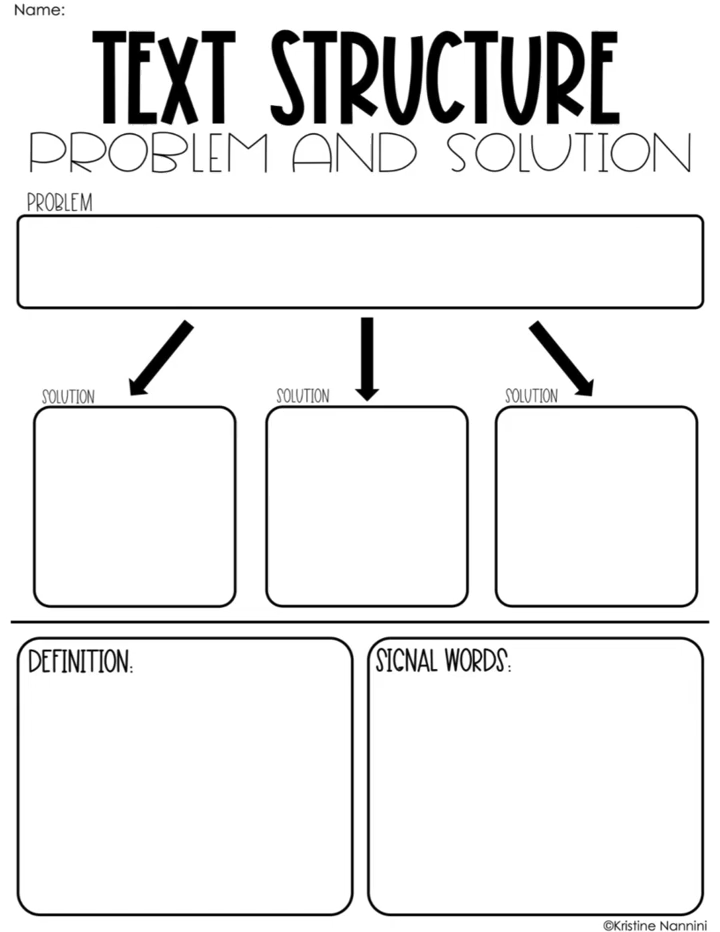 Name:
TEXT STRUCTURE
PROBLEM AND SOLUTION
PROBLEM
SOLUTION SOLUTION SOLUTION
DEFINITION: SIGNAL WORDS:
©Kristine Nannini